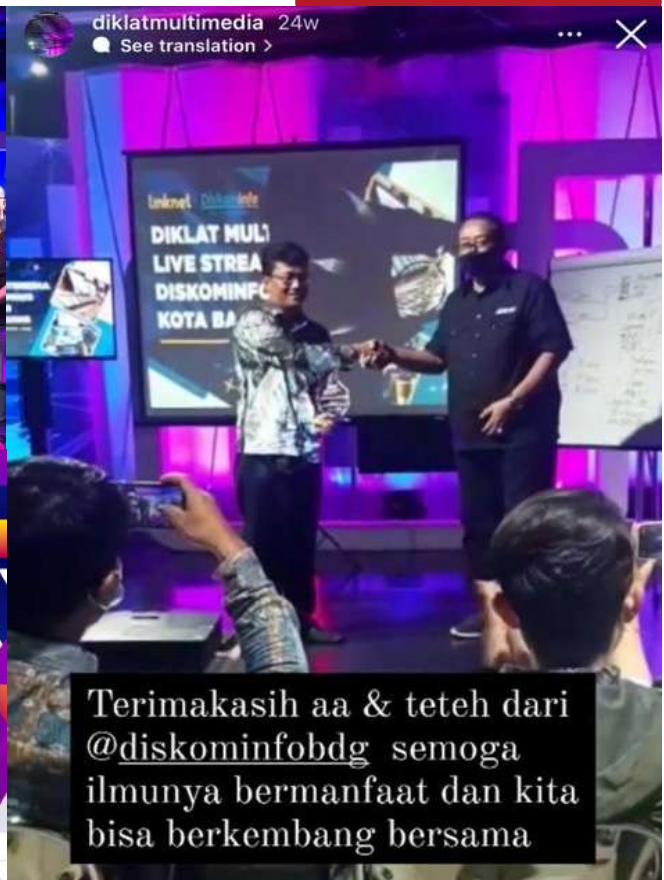 diklatmultimedia 24w
See translation >
linknet Diskominfo
DIKLAT MULT
LIVE STREA
DISKOMINFO
KOTA BA
Terimakasih aa & teteh dari
@diskominfobdg semoga
ilmunya bermanfaat dan kita
bisa berkembang bersama